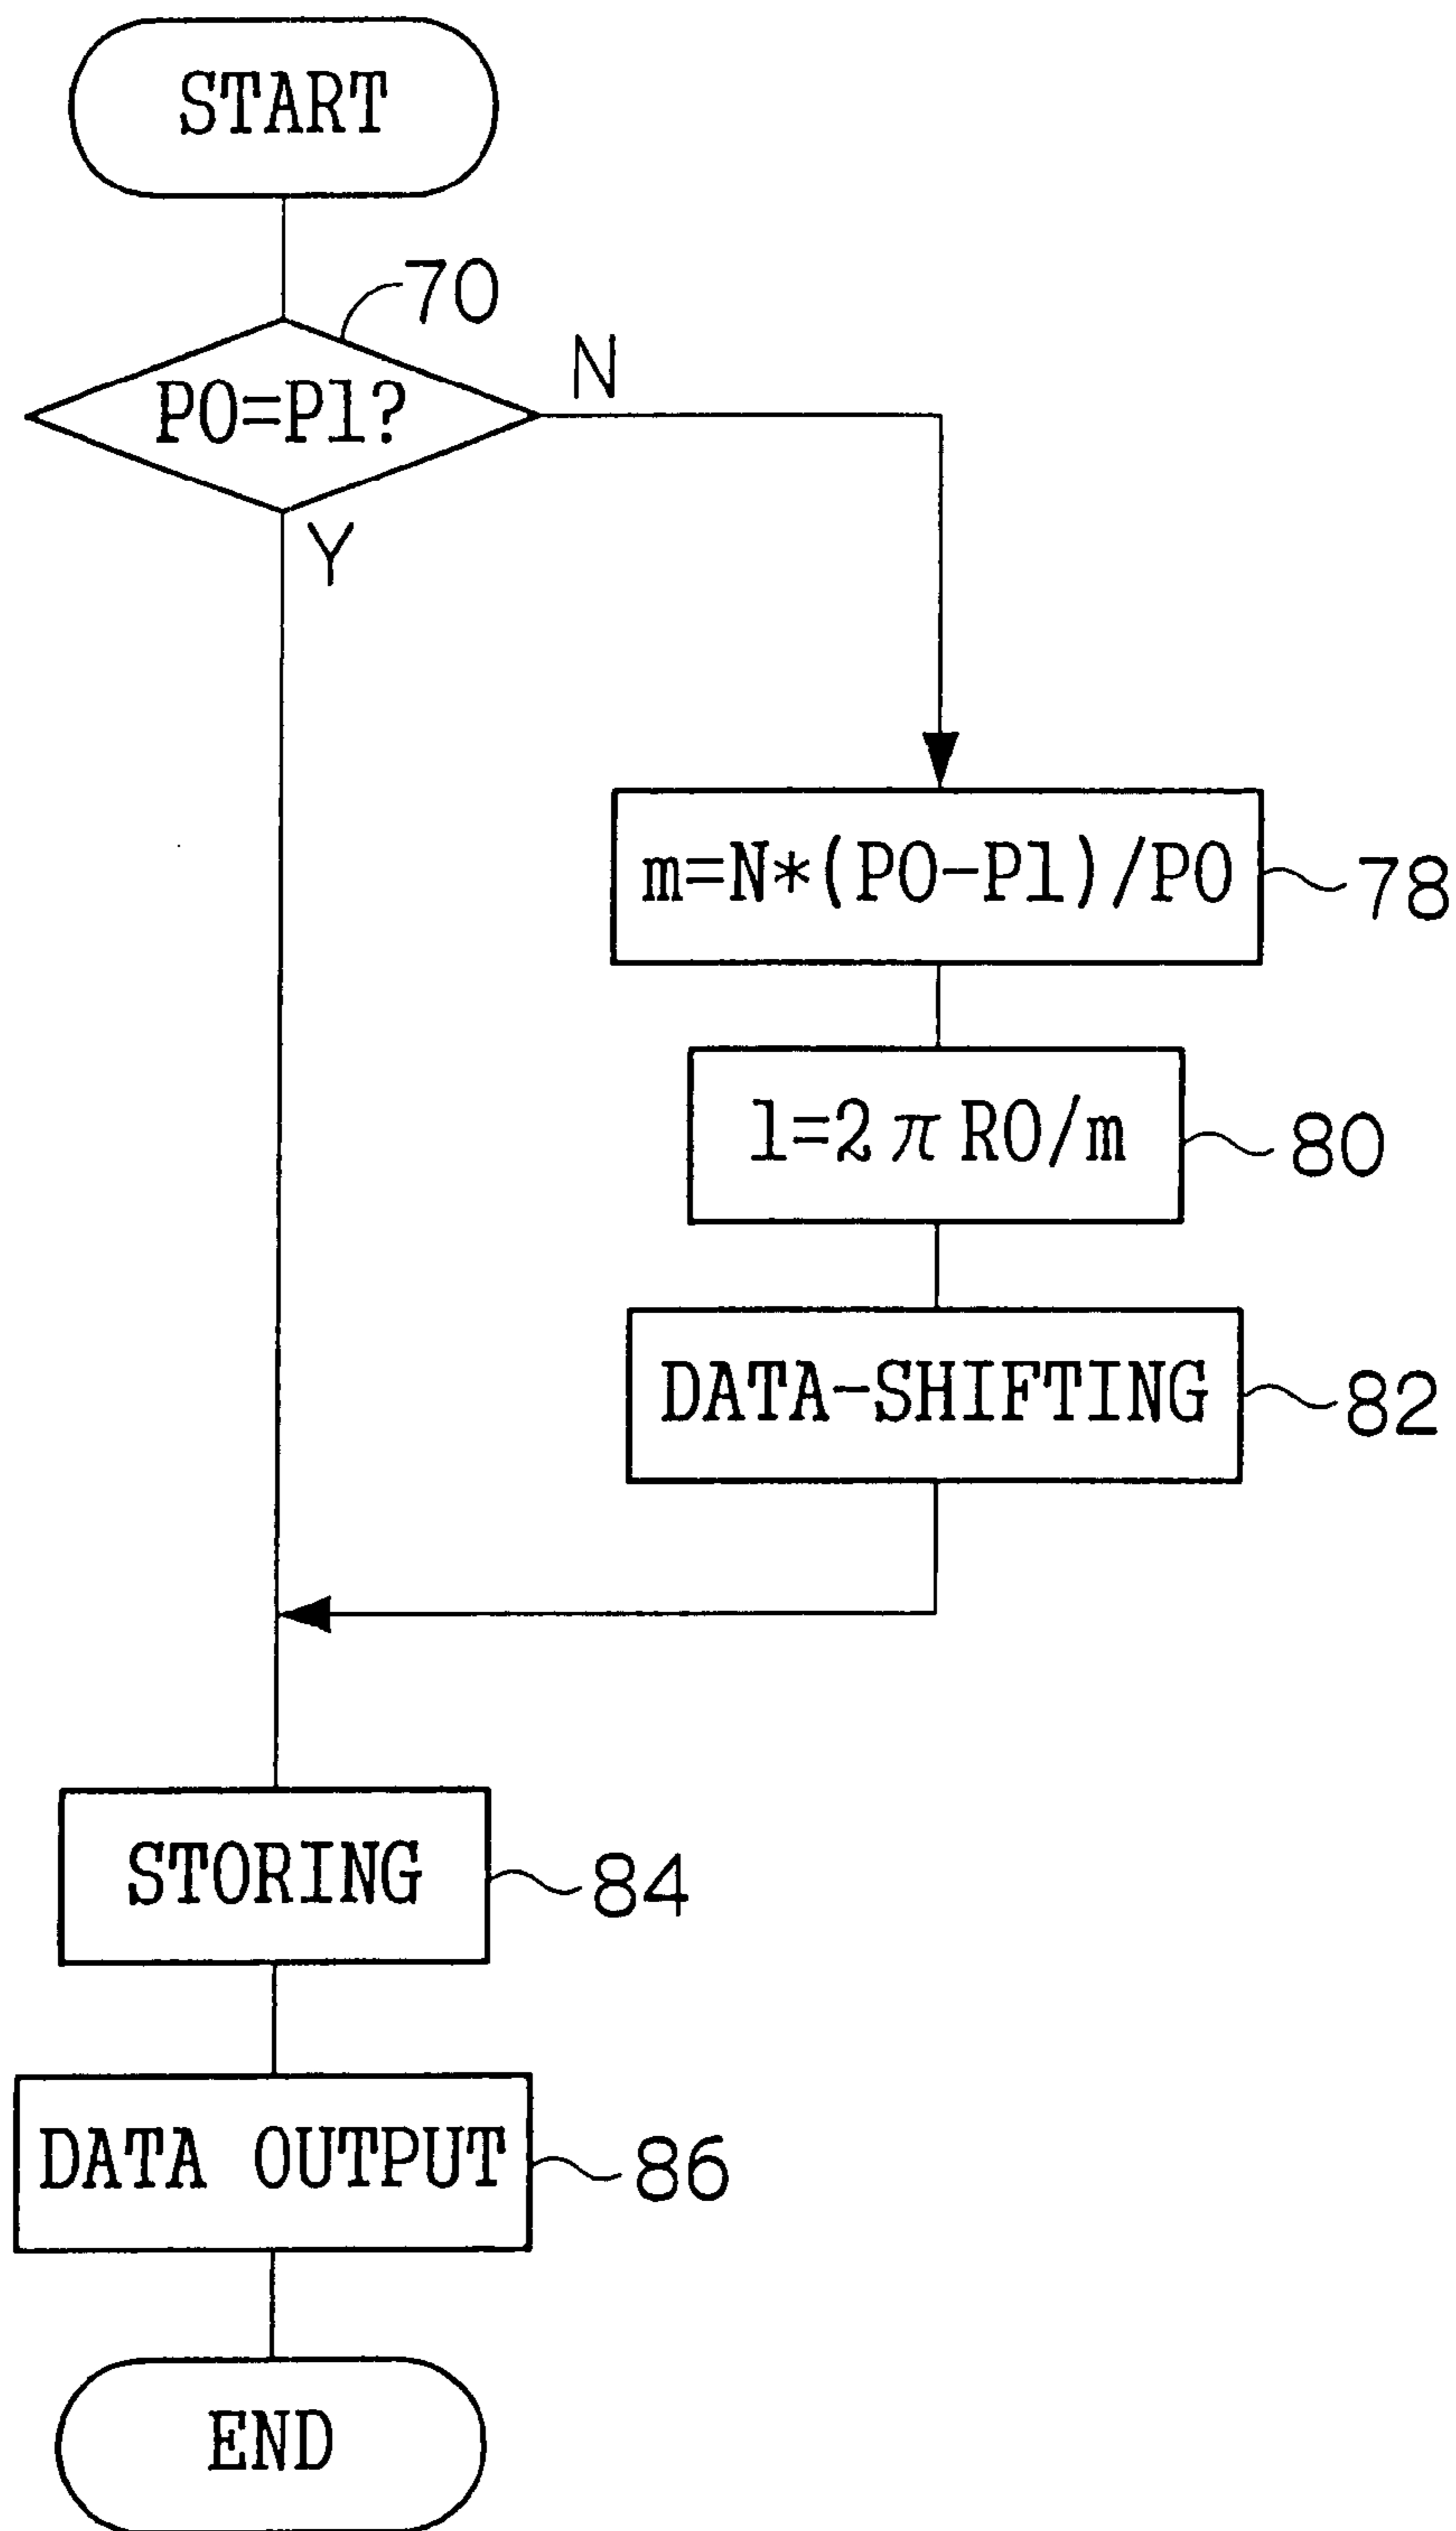 START
70
P0=P1?
N
Y
m=N*(P0-P1)/P0
78
l=2πR0/m
80
DATA-SHIFTING
82
STORING
84
DATA OUTPUT
86
END